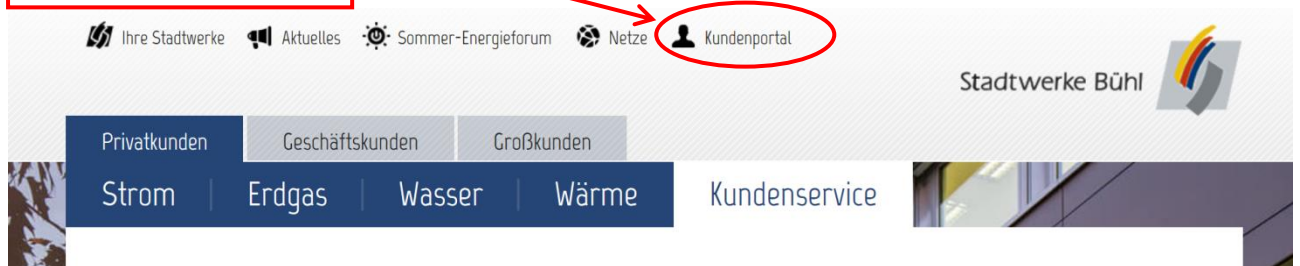 Ihre Stadtwerke Aktuelles Sommer-Energieforum Netze Kundenportal
Stadtwerke Bühl
Privatkunden Geschäftskunden Großkunden
Strom Erdgas Wasser Wärme Kundenservice